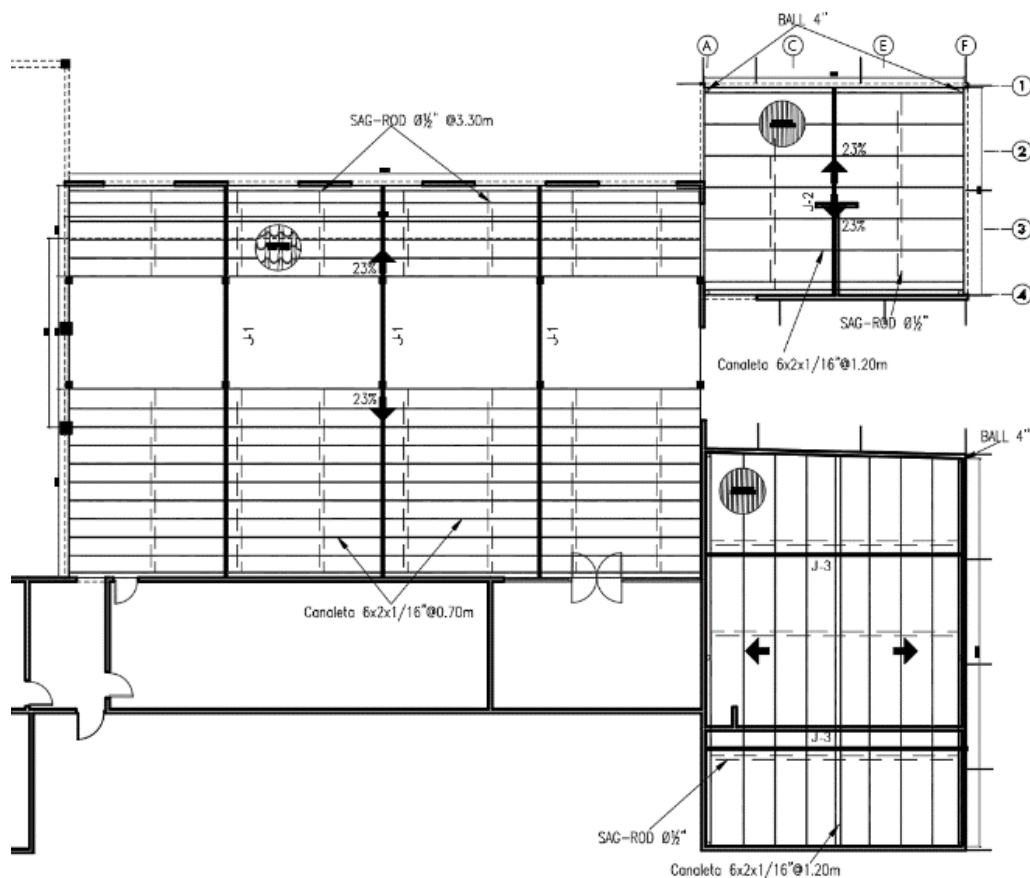 BALL 4"
A
C
E
F
1
SAG-ROD Ø½" @3.30m
2
23%
J-2
23%
3
23%
4
SAG-ROD Ø½"
J-1
J-1
J-1
Canaleta 6x2x1/16"@1.20m
23%
BALL 4"
J-3
Canaleta 6x2x1/16"@0.70m
J-3
SAG-ROD Ø½"
Canaleta 6x2x1/16"@1.20m